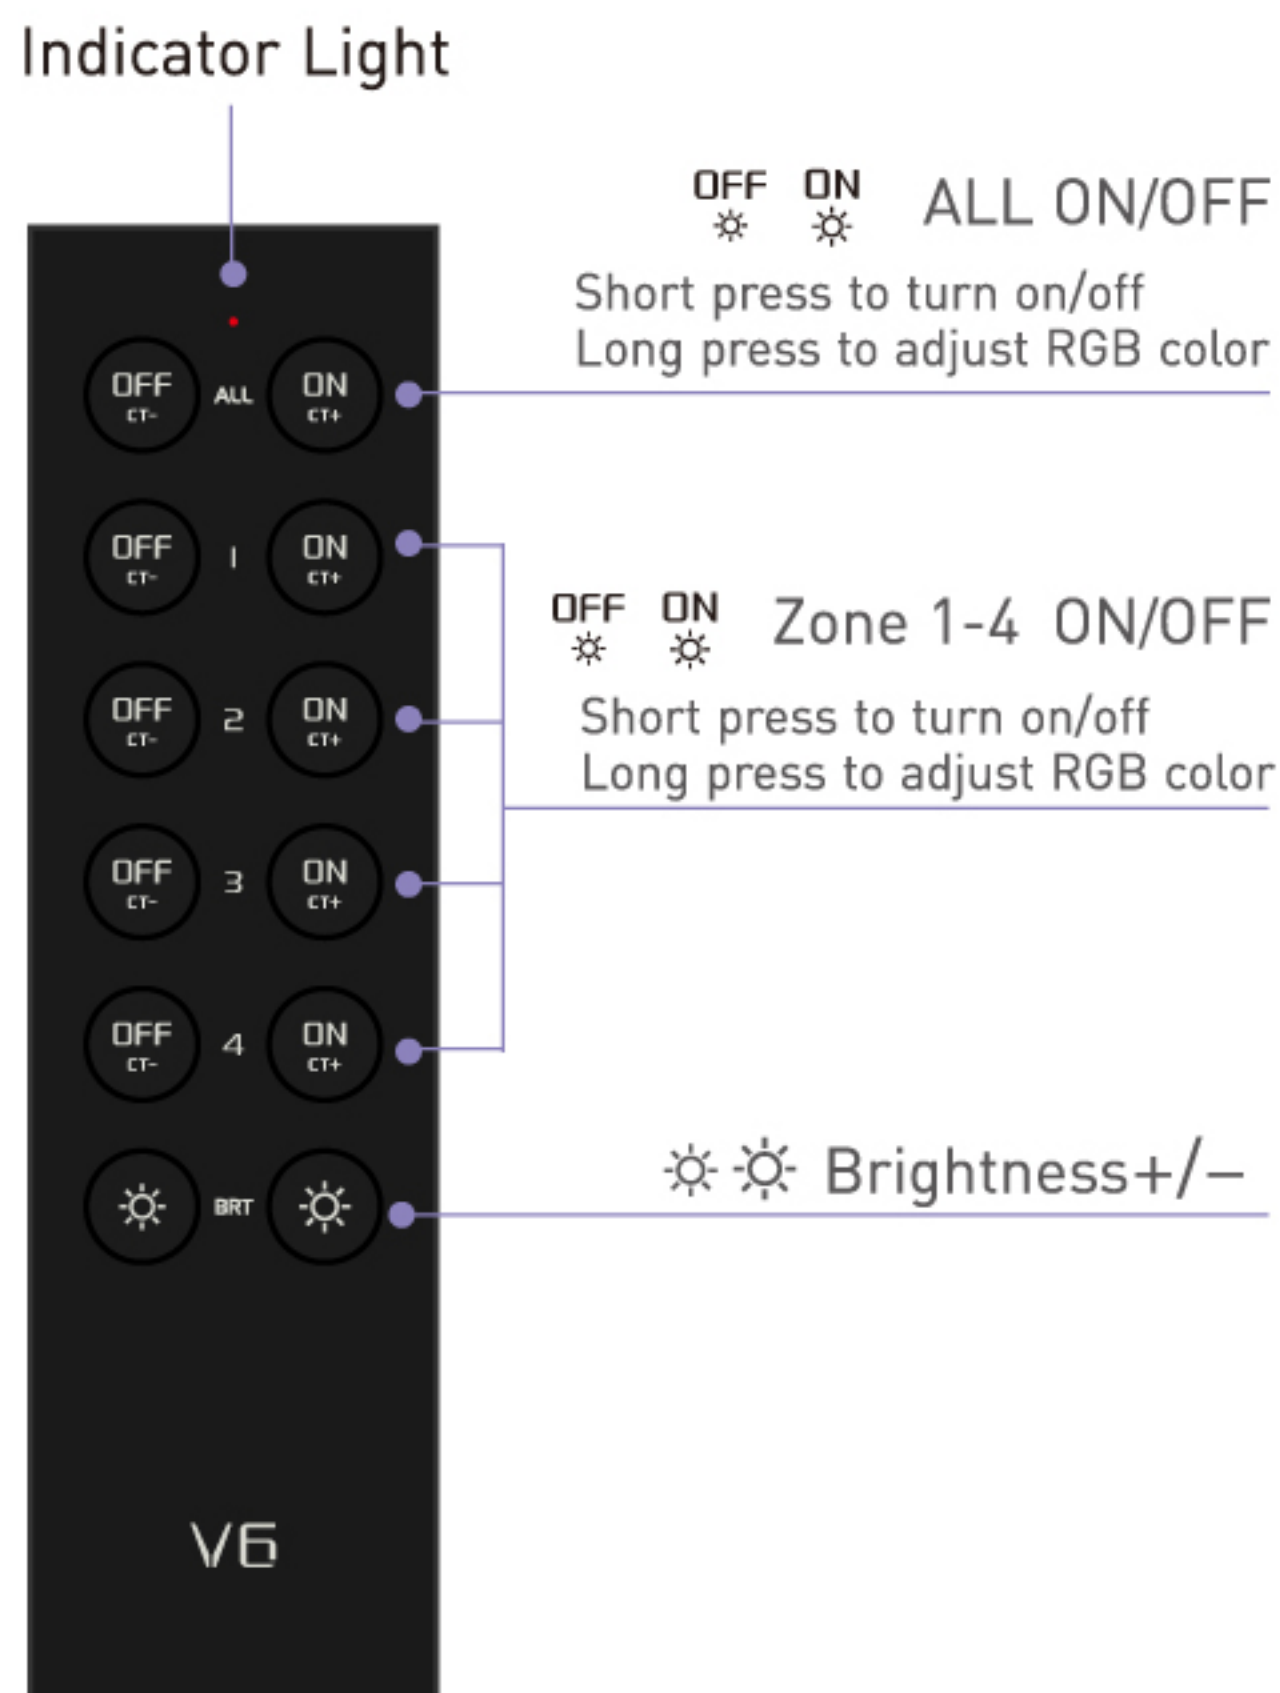 Indicator Light
OFF ON ALL ON/OFF
Short press to turn on/off
Long press to adjust RGB color
OFF ALL ON
CT- CT+
OFF 1 ON
CT- CT+
OFF ON Zone 1-4 ON/OFF
Short press to turn on/off
Long press to adjust RGB color
OFF 2 ON
CT- CT+
OFF 3 ON
CT- CT+
OFF 4 ON
CT- CT+
Brightness+/-
BRT
V6